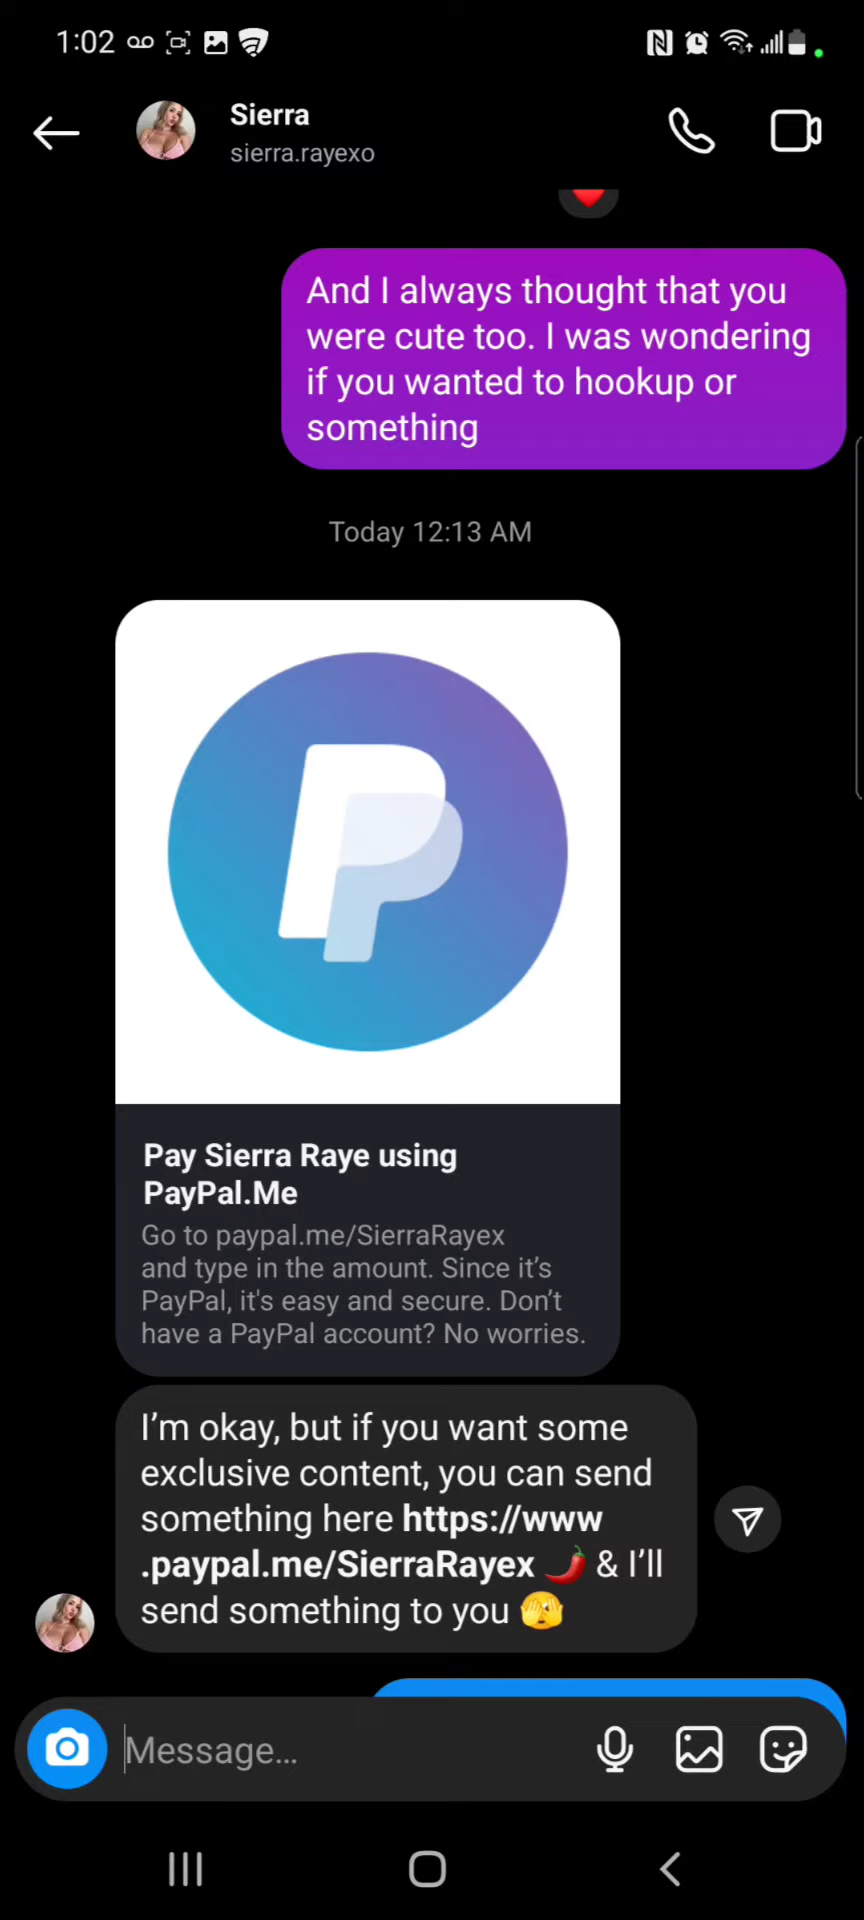 1:02
Sierra
sierra.rayexo
And I always thought that you
were cute too. I was wondering
if you wanted to hookup or
something
Today 12:13 AM
Pay Sierra Raye using
PayPal.Me
Go to paypal.me/SierraRayex
and type in the amount. Since it’s
PayPal, it's easy and secure. Don’t
have a PayPal account? No worries.
I’m okay, but if you want some
exclusive content, you can send
something here https://www
.paypal.me/SierraRayex 🌶️ & I’ll
send something to you 🫣
Message...